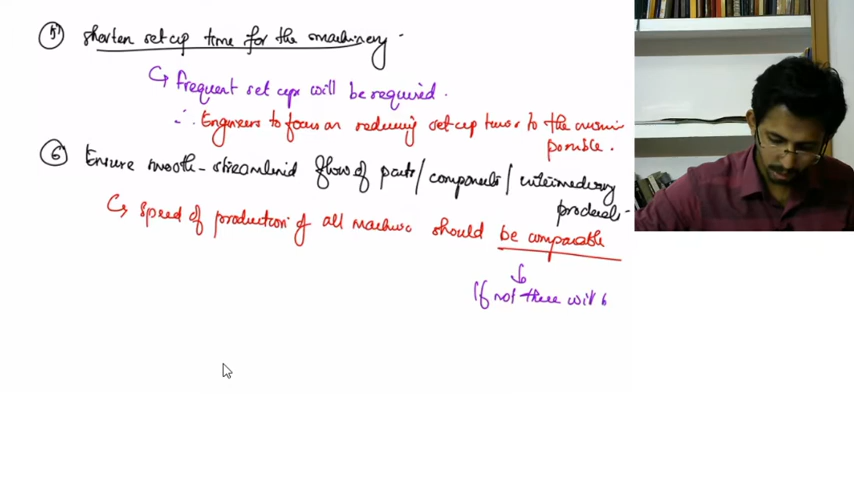 5) Shorten set up time for the machinery.
↳ Frequent set ups will be required.
∴ Engineers to focus on reducing set up times to the minimum
possible.
6 Ensure smooth-streamlined flow of parts/components/intermediary
products.
↳ Speed of production of all machines should be comparable
↓
If not there will b